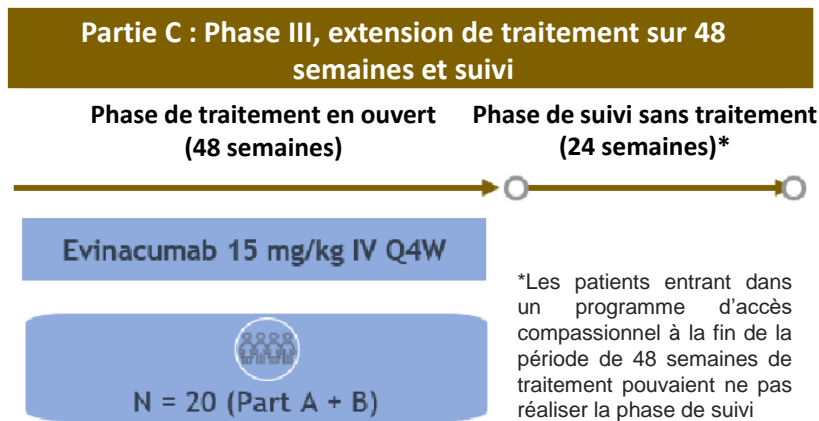 Partie C : Phase III, extension de traitement sur 48
semaines et suivi
Phase de traitement en ouvert
(48 semaines)
Phase de suivi sans traitement
(24 semaines)*
Evinacumab 15 mg/kg IV Q4W
N = 20 (Part A + B)
*Les patients entrant dans
un programme d'accès
compassionnel à la fin de la
période de 48 semaines de
traitement pouvaient ne pas
réaliser la phase de suivi